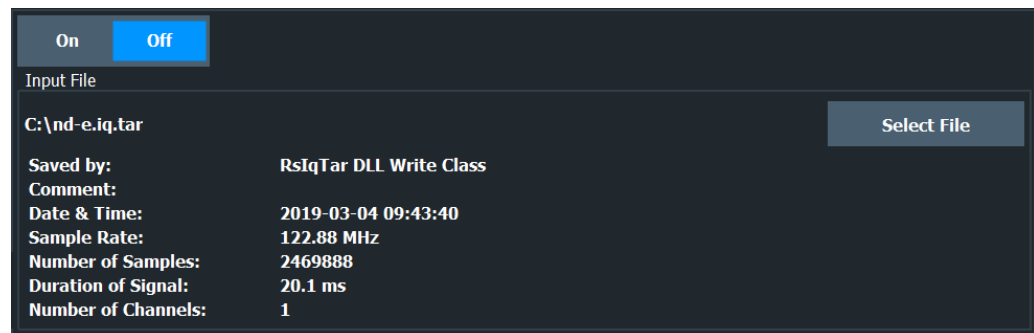 On Off
Input File
C:\nd-e.iq.tar Select File
Saved by: RsIqTar DLL Write Class
Comment:
Date & Time: 2019-03-04 09:43:40
Sample Rate: 122.88 MHz
Number of Samples: 2469888
Duration of Signal: 20.1 ms
Number of Channels: 1